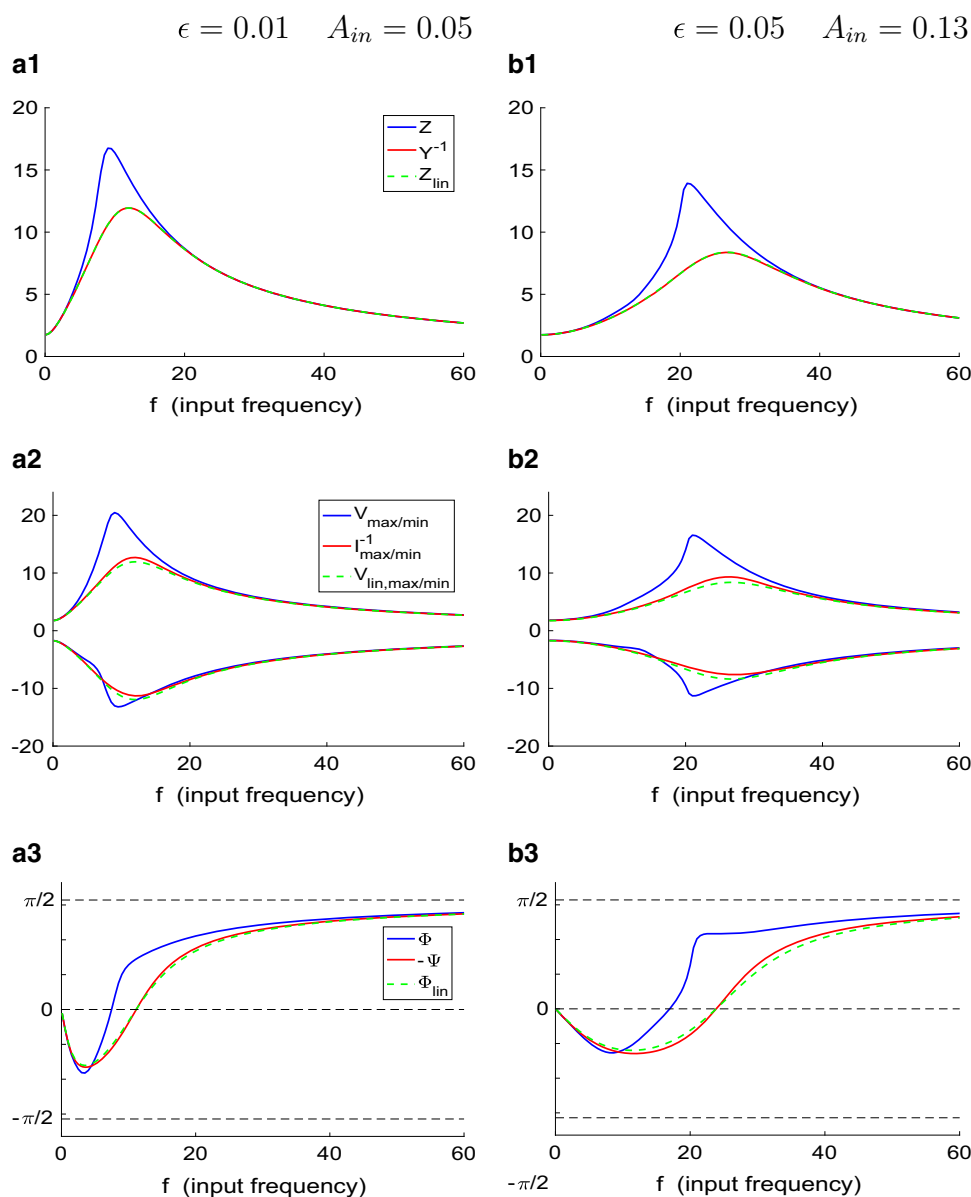 ϵ = 0.01 A_in = 0.05
ϵ = 0.05 A_in = 0.13
a1
20
15
10
5
0
0 20 40 60
f (input frequency)
Z
Y^-1
Z_lin
b1
20
15
10
5
0
0 20 40 60
f (input frequency)
a2
20
10
0
-10
-20
0 20 40 60
f (input frequency)
V_max/min
I^-1_max/min
V_lin,max/min
b2
20
10
0
-10
-20
0 20 40 60
f (input frequency)
a3
π/2
0
-π/2
0 20 40 60
f (input frequency)
Φ
-Ψ
Φ_lin
b3
π/2
0
-π/2
0 20 40 60
f (input frequency)